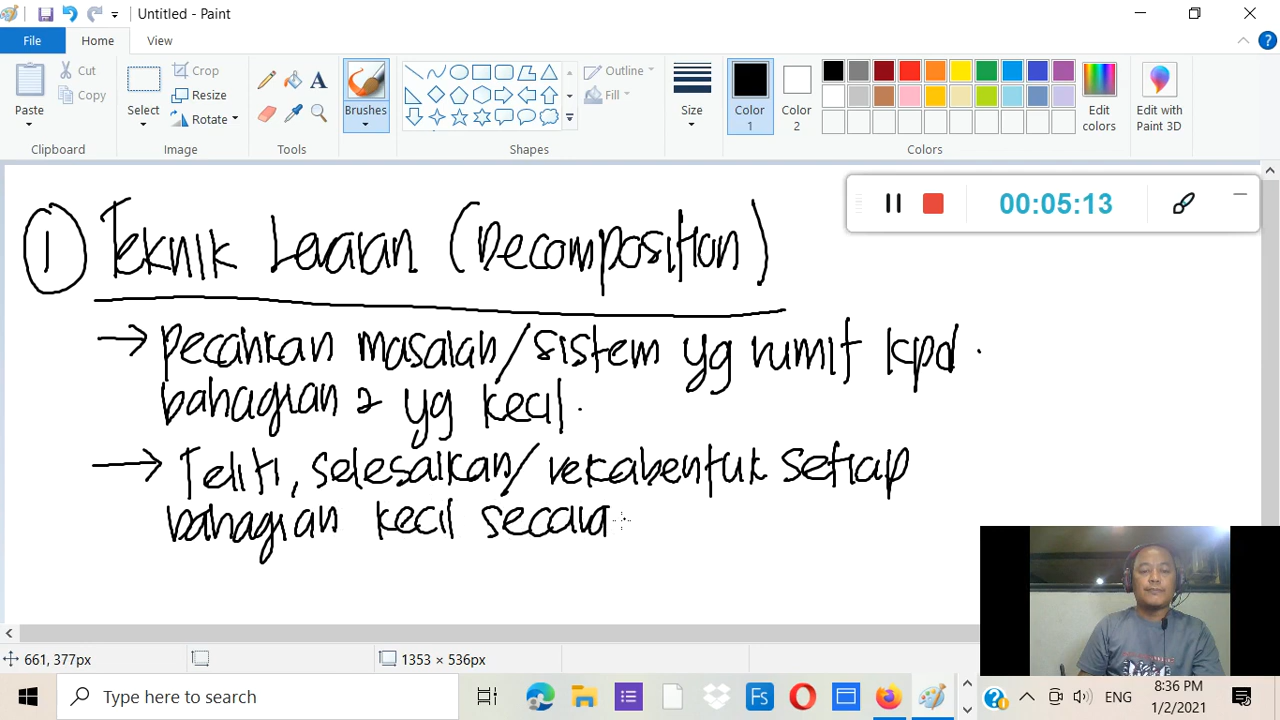 Untitled - Paint
File
Home
View
Paste
Cut
Copy
Clipboard
Select
Crop
Resize
Rotate
Image
Tools
Brushes
Shapes
Outline
Fill
Size
Color 1
Color 2
Edit colors
Edit with Paint 3D
Colors
00:05:13
1 Teknik Leraian (Decomposition)
→ pecahkan masalah/sistem yg rumit kpd.
bahagian2 yg kecil.
→ Teliti, selesaikan/rekabentuk setiap
bahagian kecil secara
661, 377px
1353 × 536px
Type here to search
Fs
ENG
8:36 PM
1/2/2021